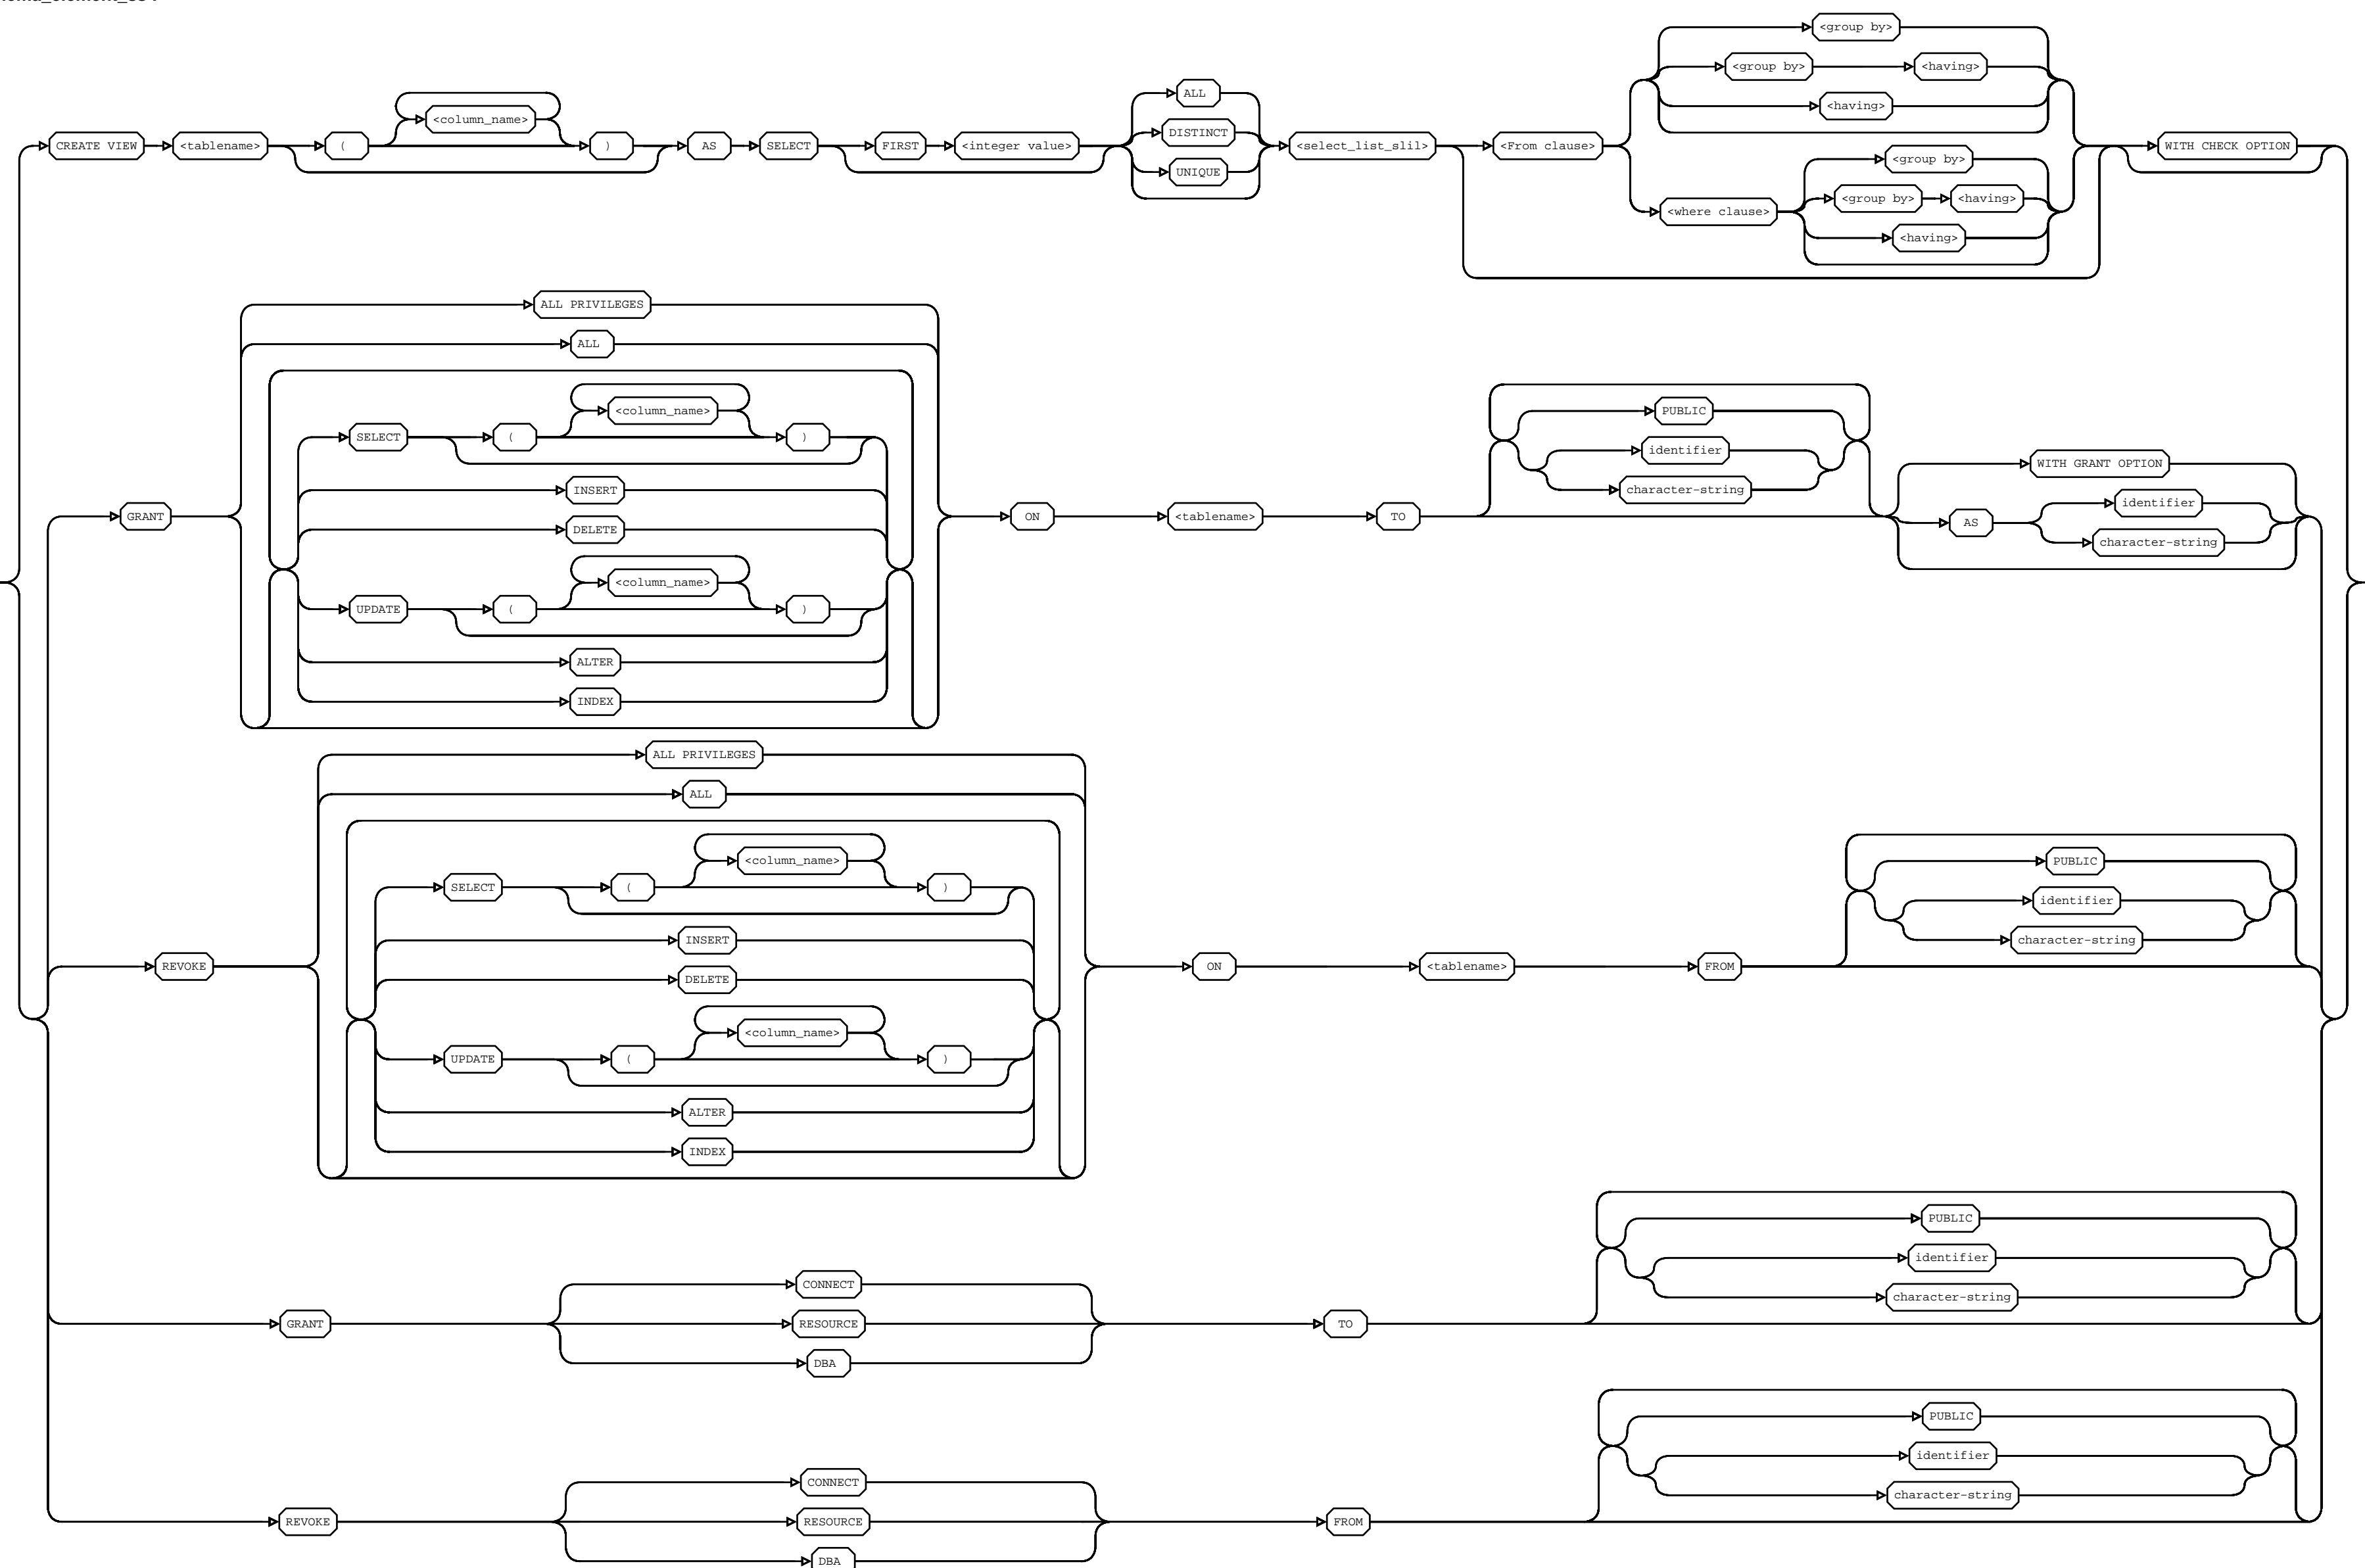 <group by>
<group by> <having>
ALL
<having>
<column_name>
DISTINCT
CREATE VIEW <tablename> ( ) AS SELECT FIRST <integer value> <select_list_slil> <From clause> WITH CHECK OPTION
<group by>
UNIQUE
<group by> <having>
<where clause>
<having>
ALL PRIVILEGES
ALL
<column_name> PUBLIC
SELECT ( )
identifier
WITH GRANT OPTION
INSERT character-string
identifier
GRANT ON <tablename> TO
AS
DELETE
character-string
<column_name>
UPDATE ( )
ALTER
INDEX
ALL PRIVILEGES
ALL
<column_name> PUBLIC
SELECT ( )
identifier
INSERT character-string
REVOKE ON <tablename> FROM
DELETE
<column_name>
UPDATE ( )
ALTER
INDEX
PUBLIC
identifier
CONNECT
character-string
GRANT RESOURCE TO
DBA
PUBLIC
identifier
CONNECT
character-string
REVOKE RESOURCE FROM
DBA